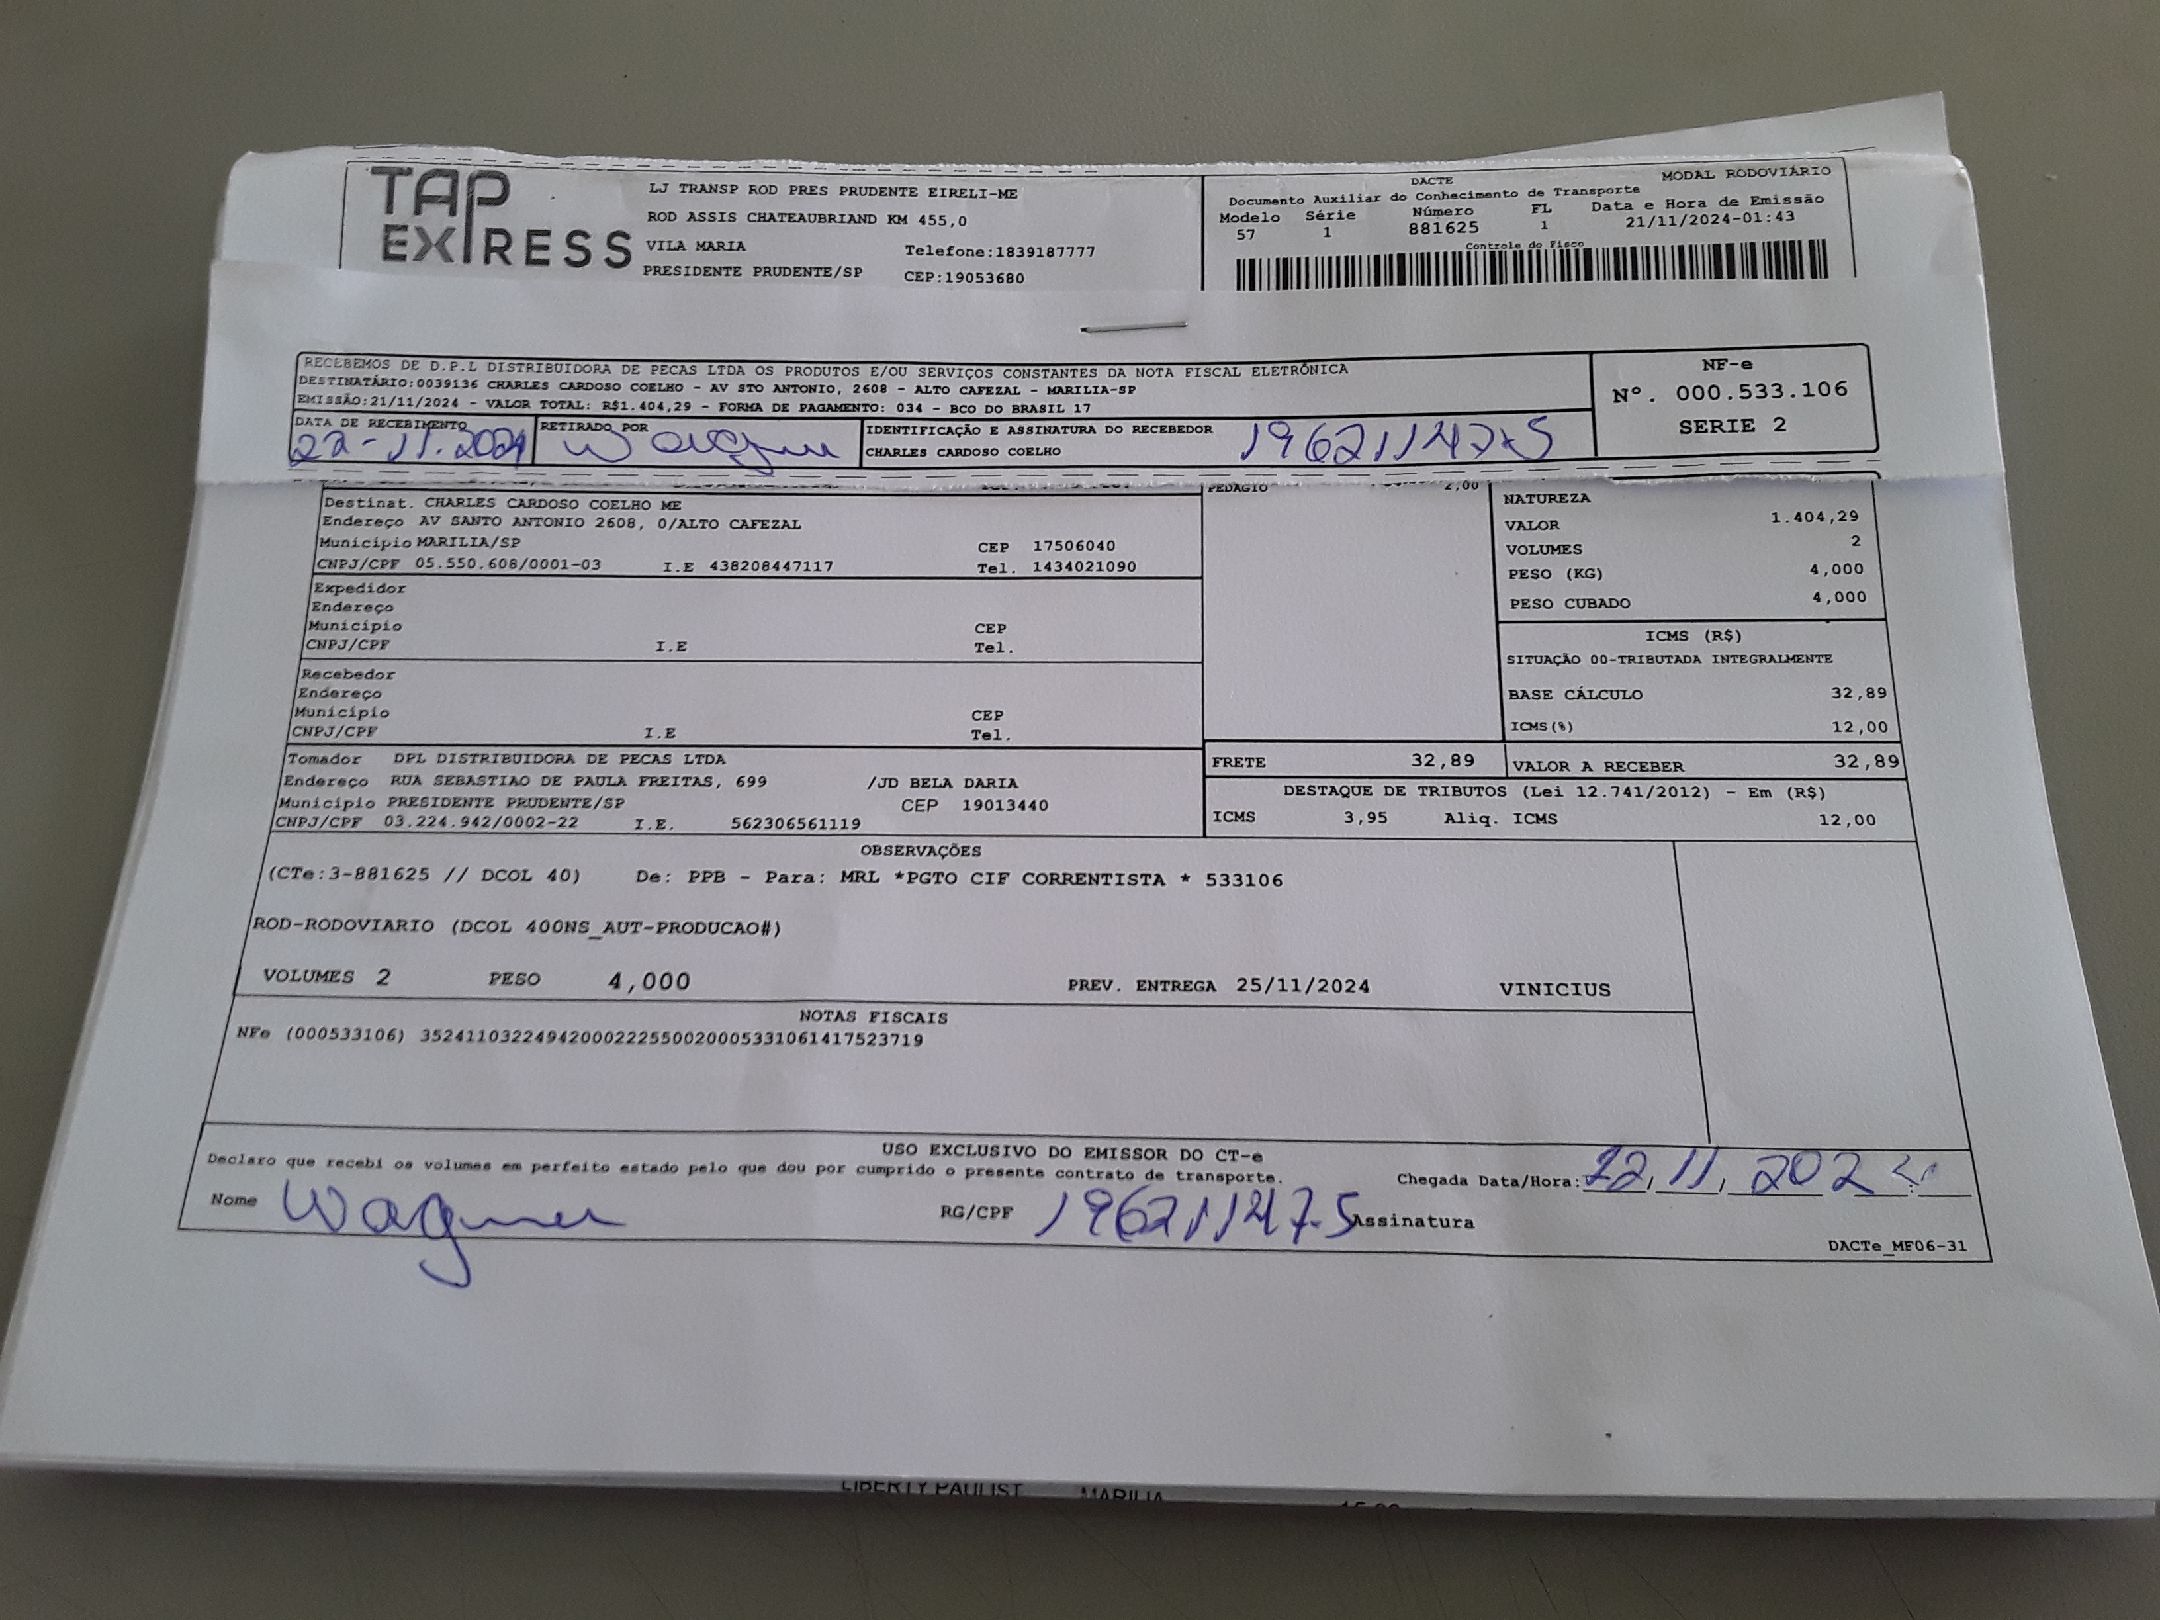 TAP EXPRESS
LJ TRANSP ROD PRES PRUDENTE EIRELI-ME
ROD ASSIS CHATEAUBRIAND KM 455,0
VILA MARIA Telefone:1839187777
PRESIDENTE PRUDENTE/SP CEP:19053680
DACTE MODAL RODOVIÁRIO
Documento Auxiliar do Conhecimento de Transporte
Modelo Série Número FL Data e Hora de Emissão
57 1 881625 1 21/11/2024-01:43
Controle do Fisco
RECEBEMOS DE D.P.L DISTRIBUIDORA DE PECAS LTDA OS PRODUTOS E/OU SERVIÇOS CONSTANTES DA NOTA FISCAL ELETRÔNICA
DESTINATÁRIO:0039136 CHARLES CARDOSO COELHO - AV STO ANTONIO, 2608 - ALTO CAFEZAL - MARILIA-SP
EMISSÃO:21/11/2024 - VALOR TOTAL: R$1.404,29 - FORMA DE PAGAMENTO: 034 - BCO DO BRASIL 17
NF-e
Nº. 000.533.106
SERIE 2
DATA DE RECEBIMENTO RETIRADO POR IDENTIFICAÇÃO E ASSINATURA DO RECEBEDOR
22-11.2024 Wagner CHARLES CARDOSO COELHO 19621147-5
PEDAGIO 2,00
Destinat. CHARLES CARDOSO COELHO ME
Endereço AV SANTO ANTONIO 2608, 0/ALTO CAFEZAL
Município MARILIA/SP CEP 17506040
CNPJ/CPF 05.550.608/0001-03 I.E 438208447117 Tel. 1434021090
NATUREZA
VALOR 1.404,29
VOLUMES 2
PESO (KG) 4,000
PESO CUBADO 4,000
Expedidor
Endereço
Município CEP
CNPJ/CPF I.E Tel.
ICMS (R$)
SITUAÇÃO 00-TRIBUTADA INTEGRALMENTE
BASE CÁLCULO 32,89
ICMS(%) 12,00
Recebedor
Endereço
Município CEP
CNPJ/CPF I.E Tel.
Tomador DPL DISTRIBUIDORA DE PECAS LTDA
Endereço RUA SEBASTIAO DE PAULA FREITAS, 699 /JD BELA DARIA
Município PRESIDENTE PRUDENTE/SP CEP 19013440
CNPJ/CPF 03.224.942/0002-22 I.E. 562306561119
FRETE 32,89 VALOR A RECEBER 32,89
DESTAQUE DE TRIBUTOS (Lei 12.741/2012) - Em (R$)
ICMS 3,95 Aliq. ICMS 12,00
OBSERVAÇÕES
(CTe:3-881625 // DCOL 40) De: PPB - Para: MRL *PGTO CIF CORRENTISTA * 533106
ROD-RODOVIARIO (DCOL 400NS_AUT-PRODUCAO#)
VOLUMES 2 PESO 4,000 PREV. ENTREGA 25/11/2024 VINICIUS
NOTAS FISCAIS
NFe (000533106) 35241103224942000222550020005331061417523719
USO EXCLUSIVO DO EMISSOR DO CT-e
Declaro que recebi os volumes em perfeito estado pelo que dou por cumprido o presente contrato de transporte.
Chegada Data/Hora: 22,11,2024
Nome Wagner RG/CPF 19621147-5 Assinatura
DACTe_MF06-31
LIBERTY PAULIST MARILIA